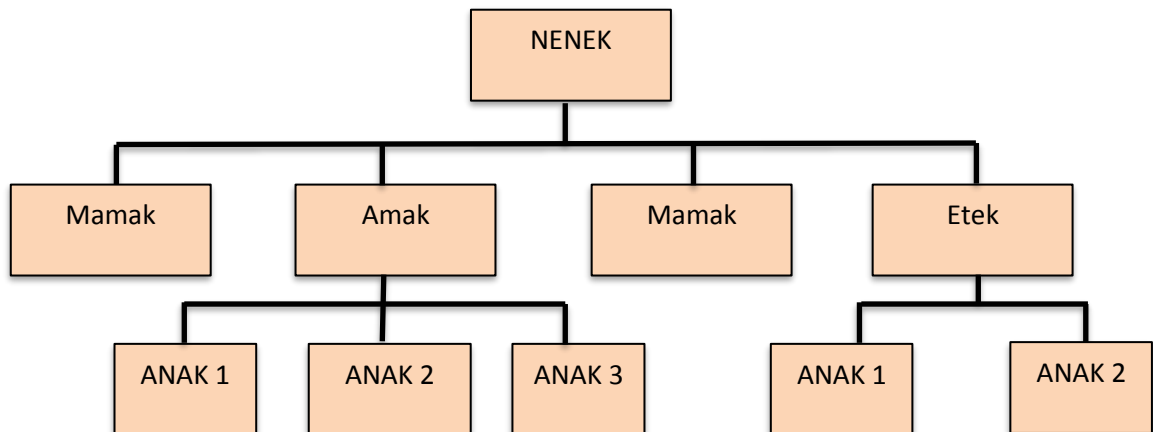 NENEK
Mamak
Amak
Mamak
Etek
ANAK 1
ANAK 2
ANAK 3
ANAK 1
ANAK 2